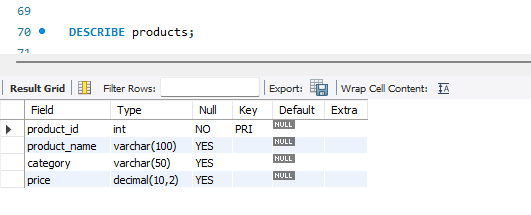 69
70 DESCRIBE products;
71
Result Grid Filter Rows: Export: Wrap Cell Content: IA
Field Type Null Key Default Extra
product_id int NO PRI NULL
product_name varchar(100) YES NULL
category varchar(50) YES NULL
price decimal(10,2) YES NULL